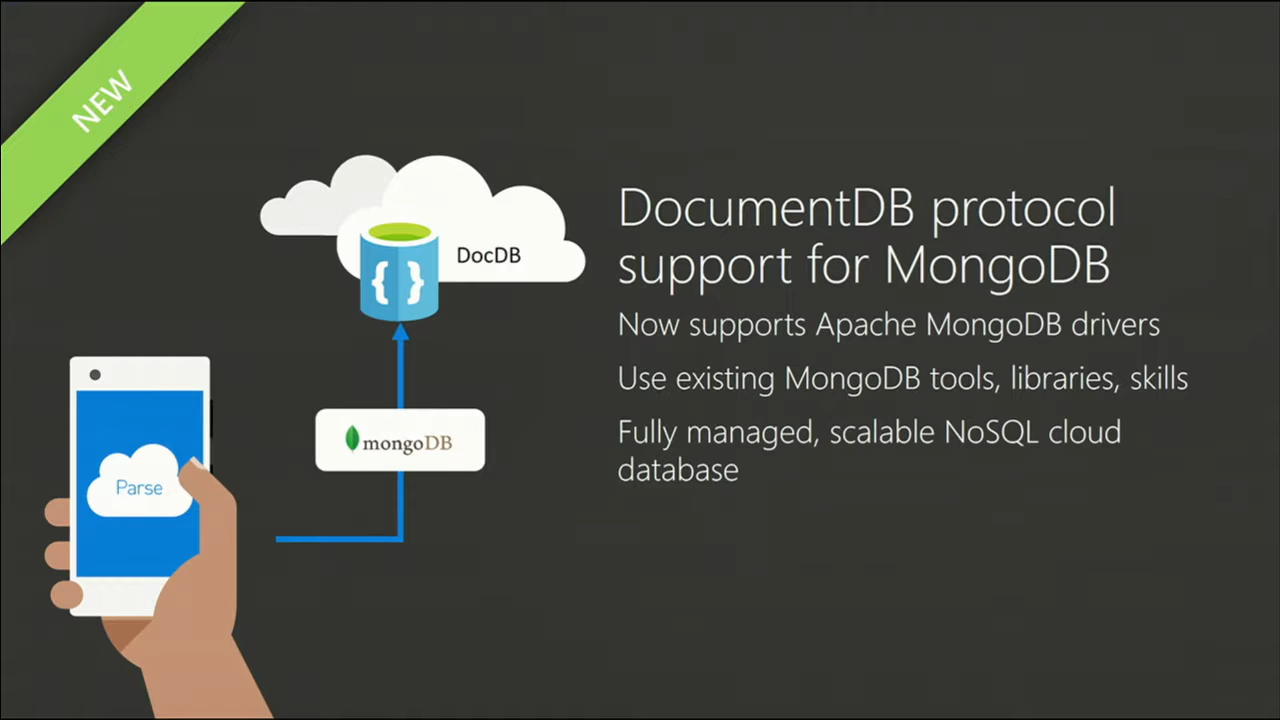 NEW
DocDB
mongoDB
Parse
DocumentDB protocol
support for MongoDB
Now supports Apache MongoDB drivers
Use existing MongoDB tools, libraries, skills
Fully managed, scalable NoSQL cloud
database